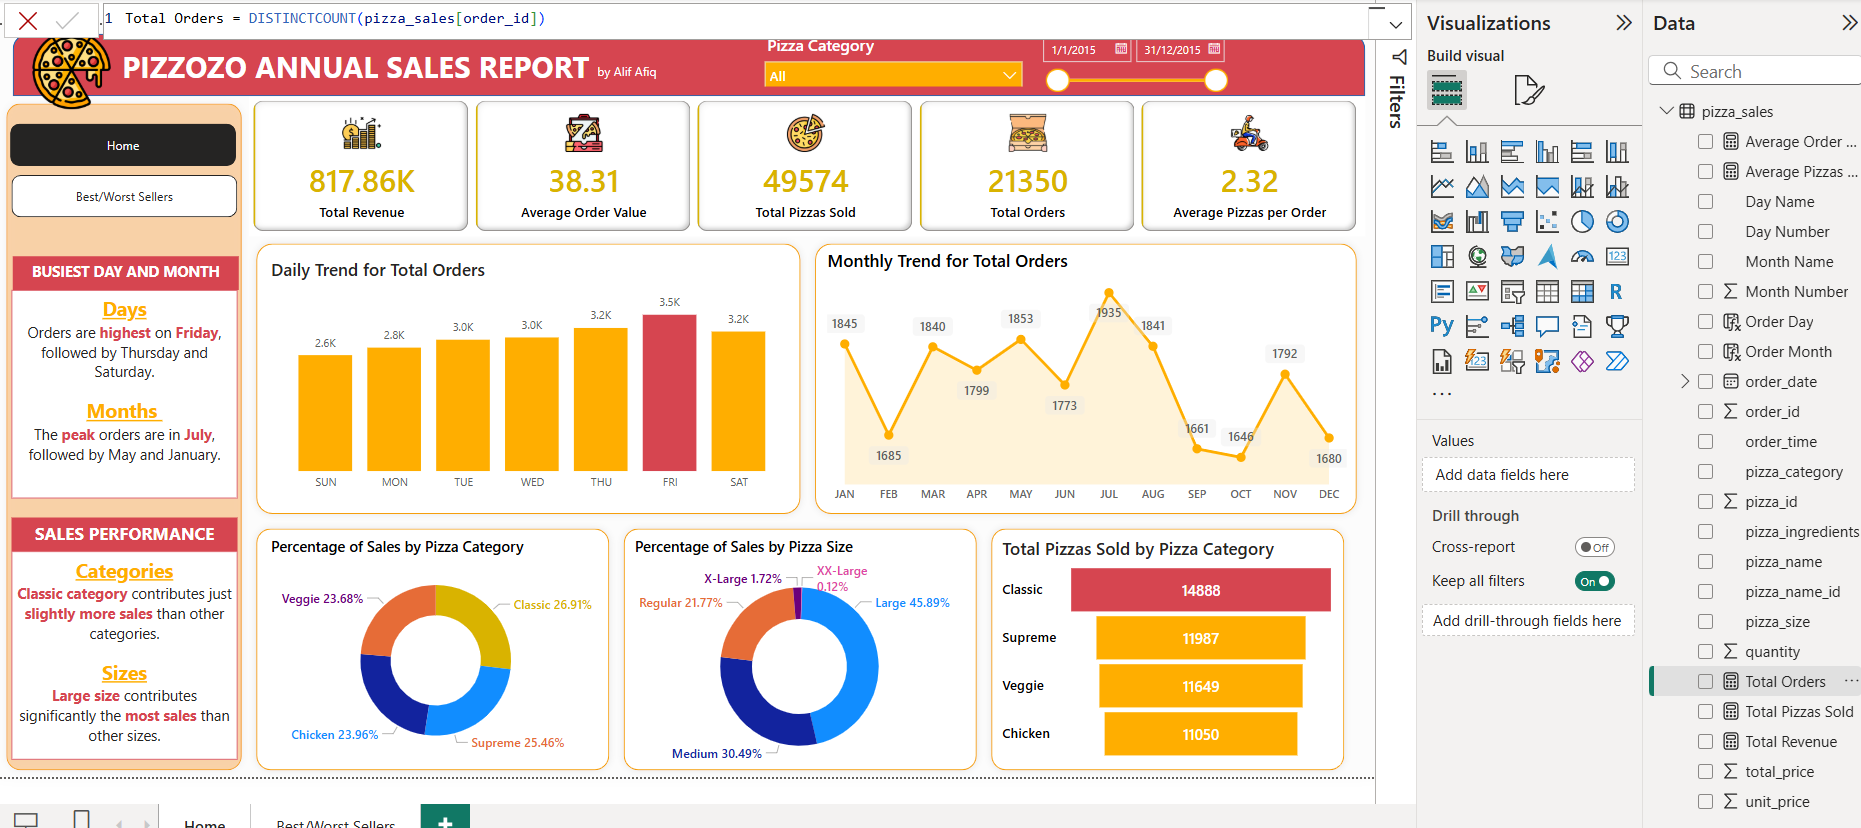 1 Total Orders = DISTINCTCOUNT(pizza_sales[order_id])
PIZZOZO ANNUAL SALES REPORT by Alif Afiq
Pizza Category
All
1/1/2015
31/12/2015
Home
Best/Worst Sellers
BUSIEST DAY AND MONTH
Days
Orders are highest on Friday,
followed by Thursday and
Saturday.
Months
The peak orders are in July,
followed by May and January.
SALES PERFORMANCE
Categories
Classic category contributes just
slightly more sales than other
categories.
Sizes
Large size contributes
significantly the most sales than
other sizes.
817.86K
Total Revenue
38.31
Average Order Value
49574
Total Pizzas Sold
21350
Total Orders
2.32
Average Pizzas per Order
Daily Trend for Total Orders
2.6K
2.8K
3.0K
3.0K
3.2K
3.5K
3.2K
SUN MON TUE WED THU FRI SAT
Monthly Trend for Total Orders
1845
1685
1840
1799
1853
1773
1935
1841
1661
1646
1792
1680
JAN FEB MAR APR MAY JUN JUL AUG SEP OCT NOV DEC
Percentage of Sales by Pizza Category
Veggie 23.68%
Classic 26.91%
Chicken 23.96%
Supreme 25.46%
Percentage of Sales by Pizza Size
X-Large 1.72%
XX-Large
0.12%
Regular 21.77%
Large 45.89%
Medium 30.49%
Total Pizzas Sold by Pizza Category
Classic 14888
Supreme 11987
Veggie 11649
Chicken 11050
Home
Best/Worst Sellers
Filters
Visualizations
Build visual
123
R
Py
123
Values
Add data fields here
Drill through
Cross-report
Off
Keep all filters
On
Add drill-through fields here
Data
Search
pizza_sales
Average Order ...
Average Pizzas ...
Day Name
Day Number
Month Name
Month Number
Order Day
Order Month
order_date
order_id
order_time
pizza_category
pizza_id
pizza_ingredients
pizza_name
pizza_name_id
pizza_size
quantity
Total Orders ...
Total Pizzas Sold
Total Revenue
total_price
unit_price